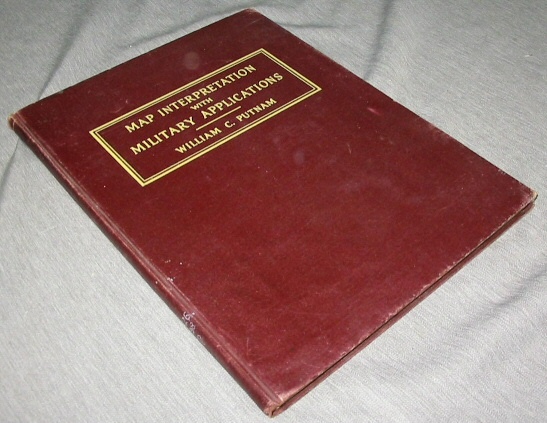 MAP INTERPRETATION
WITH
MILITARY APPLICATIONS
WILLIAM C. PUTNAM